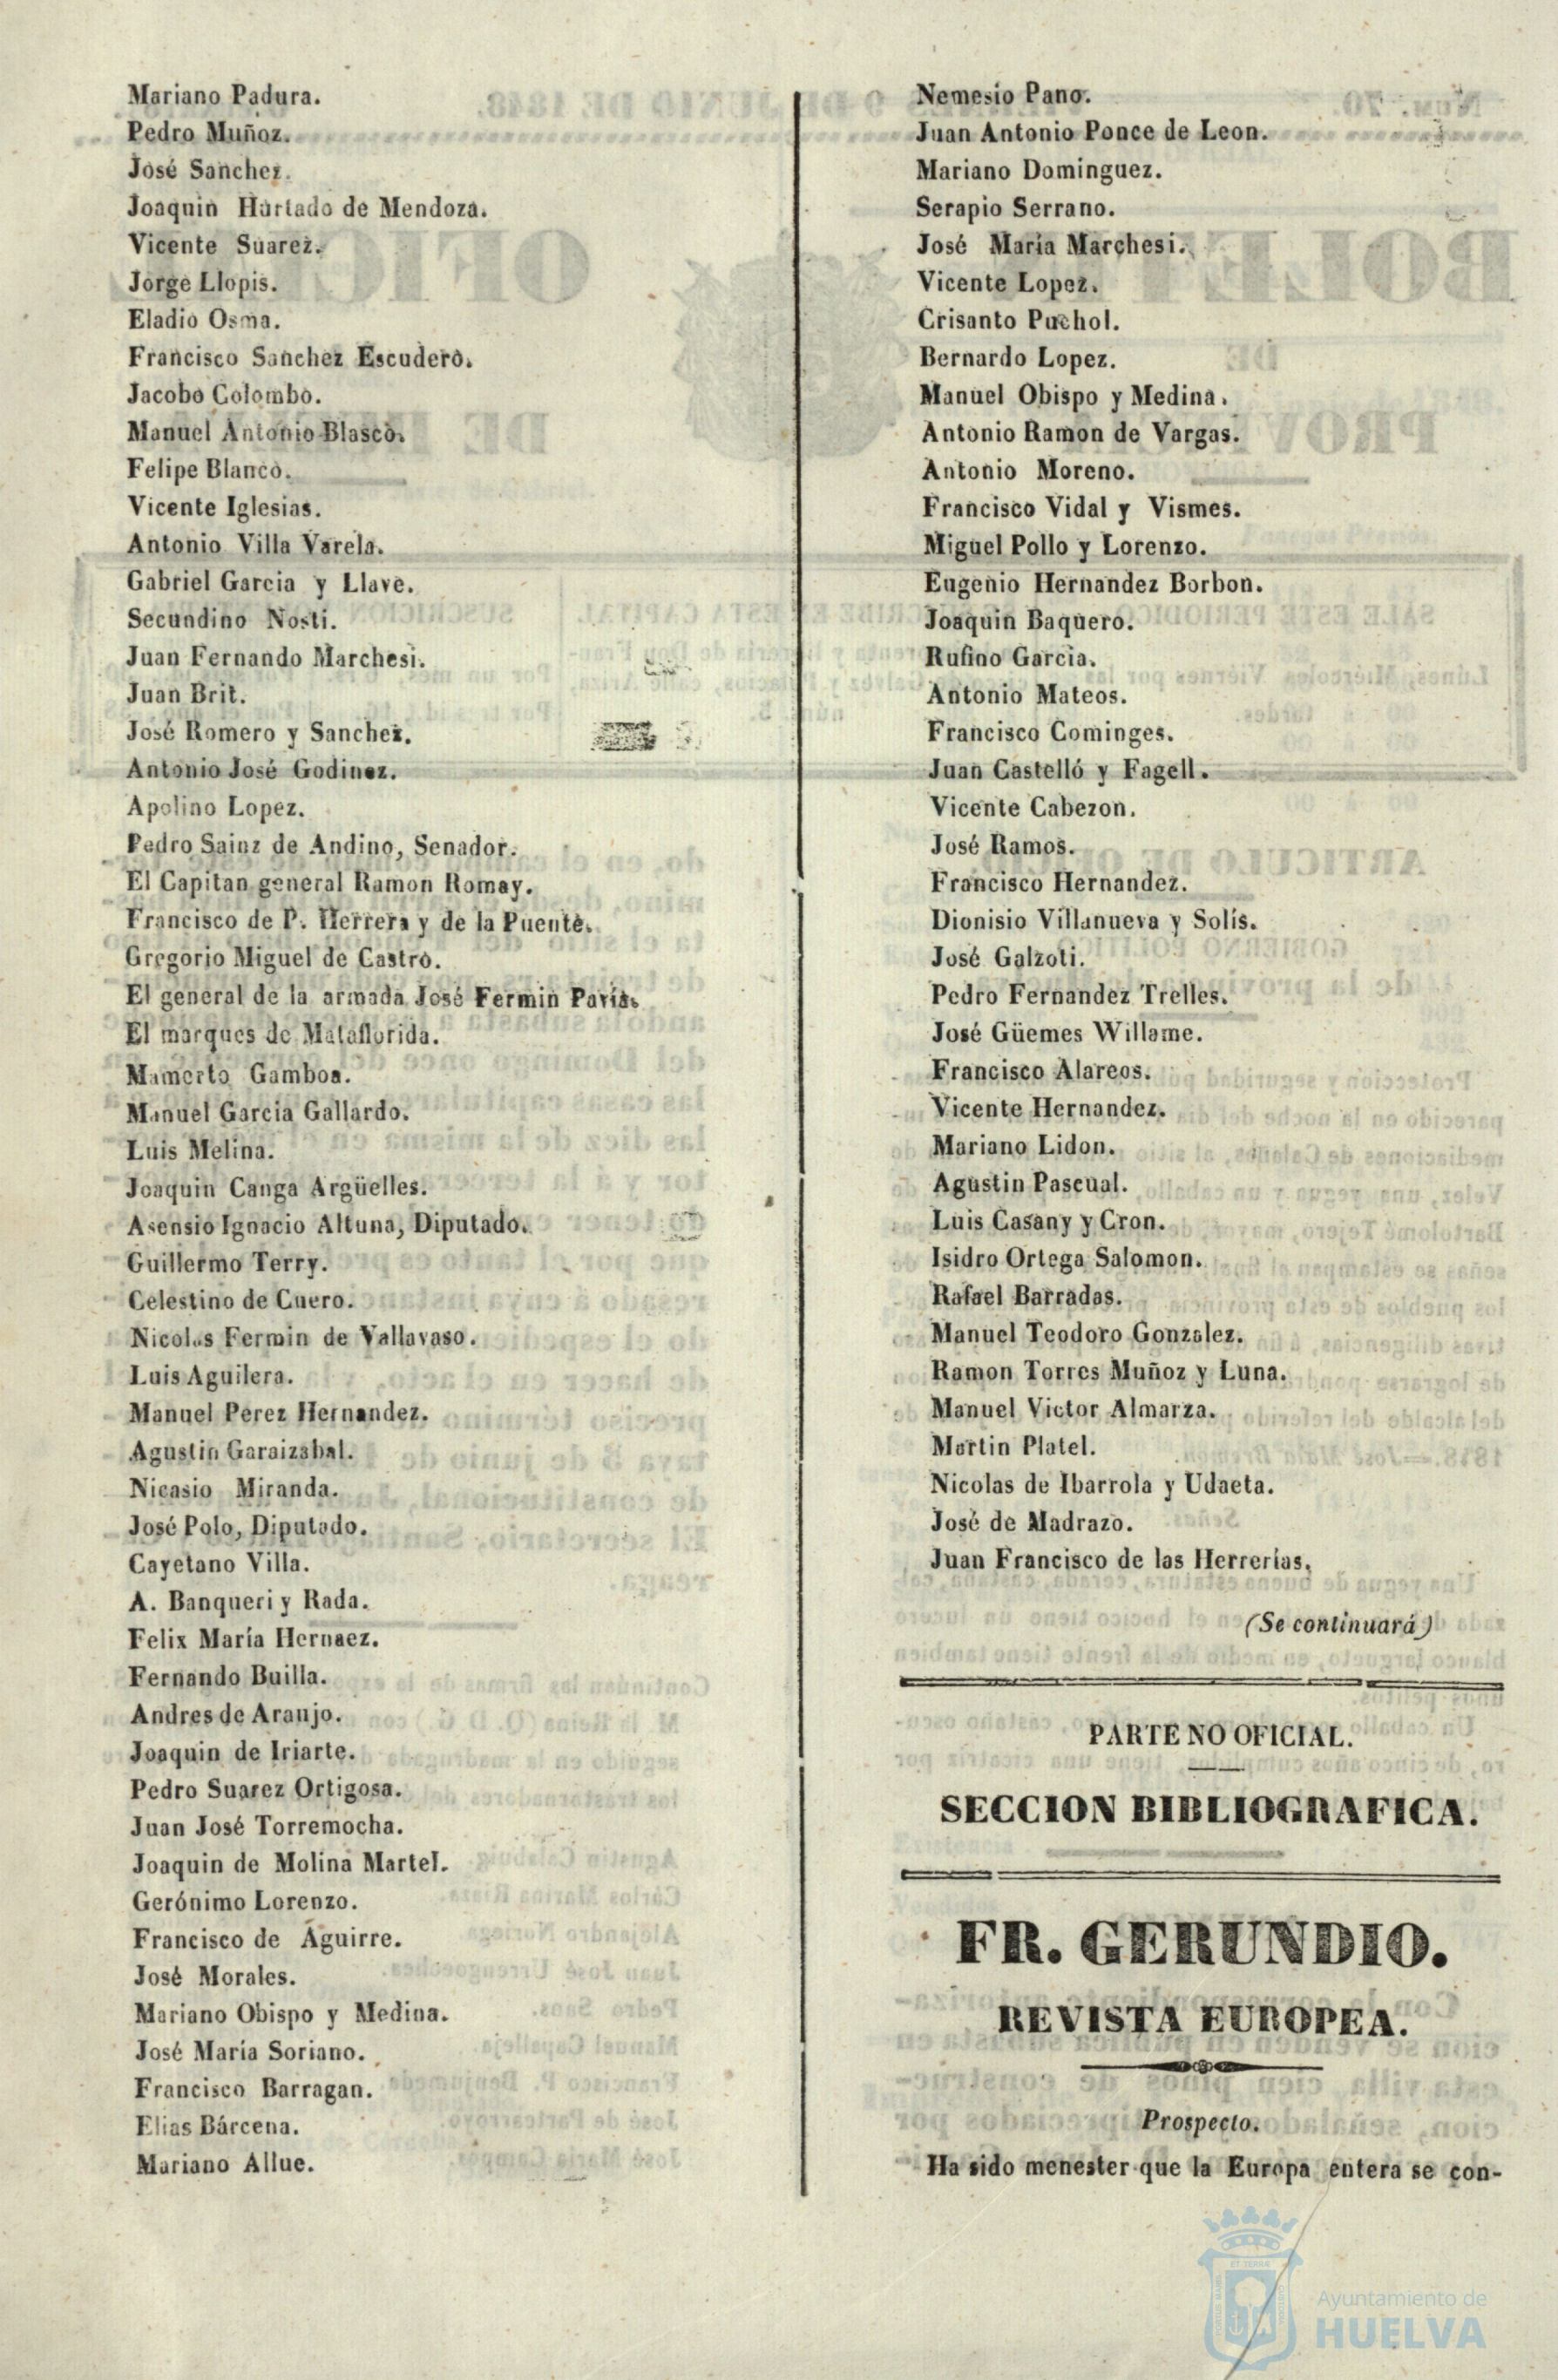 Mariano Padura.
Pedro Muñoz.
José Sanchez.
Joaquin Hurtado de Mendoza.
Vicente Suarez.
Jorge Llopis.
Eladio Osma.
Francisco Sanchez Escudero.
Jacobo Colombo.
Manuel Antonio Blasco.
Felipe Blanco.
Vicente Iglesias.
Antonio Villa Varela.
Gabriel Garcia y Llave.
Secundino Nosti.
Juan Fernando Marchesi.
Juan Brit.
José Romero y Sanchez.
Antonio José Godinez.
Apolino Lopez.
Pedro Sainz de Andino, Senador.
El Capitan general Ramon Romay.
Francisco de P. Herrera y de la Puente.
Gregorio Miguel de Castro.
El general de la armada José Fermin Pavía.
El marques de Mataflorida.
Mamerto Gamboa.
Manuel Garcia Gallardo.
Luis Melina.
Joaquin Canga Argüelles.
Asensio Ignacio Altuna, Diputado.
Guillermo Terry.
Celestino de Cuero.
Nicolas Fermin de Vallavaso.
Luis Aguilera.
Manuel Perez Hernandez.
Agustin Garaizabal.
Nicasio Miranda.
José Polo, Diputado.
Cayetano Villa.
A. Banqueri y Rada.
Felix María Hernaez.
Fernando Builla.
Andres de Araujo.
Joaquin de Iriarte.
Pedro Suarez Ortigosa.
Juan José Torremocha.
Joaquin de Molina Martel.
Gerónimo Lorenzo.
Francisco de Aguirre.
José Morales.
Mariano Obispo y Medina.
José María Soriano.
Francisco Barragan.
Elias Bárcena.
Mariano Allue.
Nemesio Pano.
Juan Antonio Ponce de Leon.
Mariano Dominguez.
Serapio Serrano.
José María Marchesi.
Vicente Lopez.
Crisanto Puchol.
Bernardo Lopez.
Manuel Obispo y Medina.
Antonio Ramon de Vargas.
Antonio Moreno.
Francisco Vidal y Vismes.
Miguel Pollo y Lorenzo.
Eugenio Hernandez Borbon.
Joaquin Baquero.
Rufino Garcia.
Antonio Mateos.
Francisco Cominges.
Juan Castelló y Fagell.
Vicente Cabezon.
José Ramos.
Francisco Hernandez.
Dionisio Villanueva y Solís.
José Galzoti.
Pedro Fernandez Trelles.
José Güemes Willame.
Francisco Alareos.
Vicente Hernandez.
Mariano Lidon.
Agustin Pascual.
Luis Casany y Cron.
Isidro Ortega Salomon.
Rafael Barradas.
Manuel Teodoro Gonzalez.
Ramon Torres Muñoz y Luna.
Manuel Victor Almarza.
Martin Platel.
Nicolas de Ibarrola y Udaeta.
José de Madrazo.
Juan Francisco de las Herrerías.
(Se continuará)
PARTE NO OFICIAL.
SECCION BIBLIOGRAFICA.
FR. GERUNDIO.
REVISTA EUROPEA.
Prospecto.
Ha sido menester que la Europa entera se con-
Ayuntamiento de
HUELVA